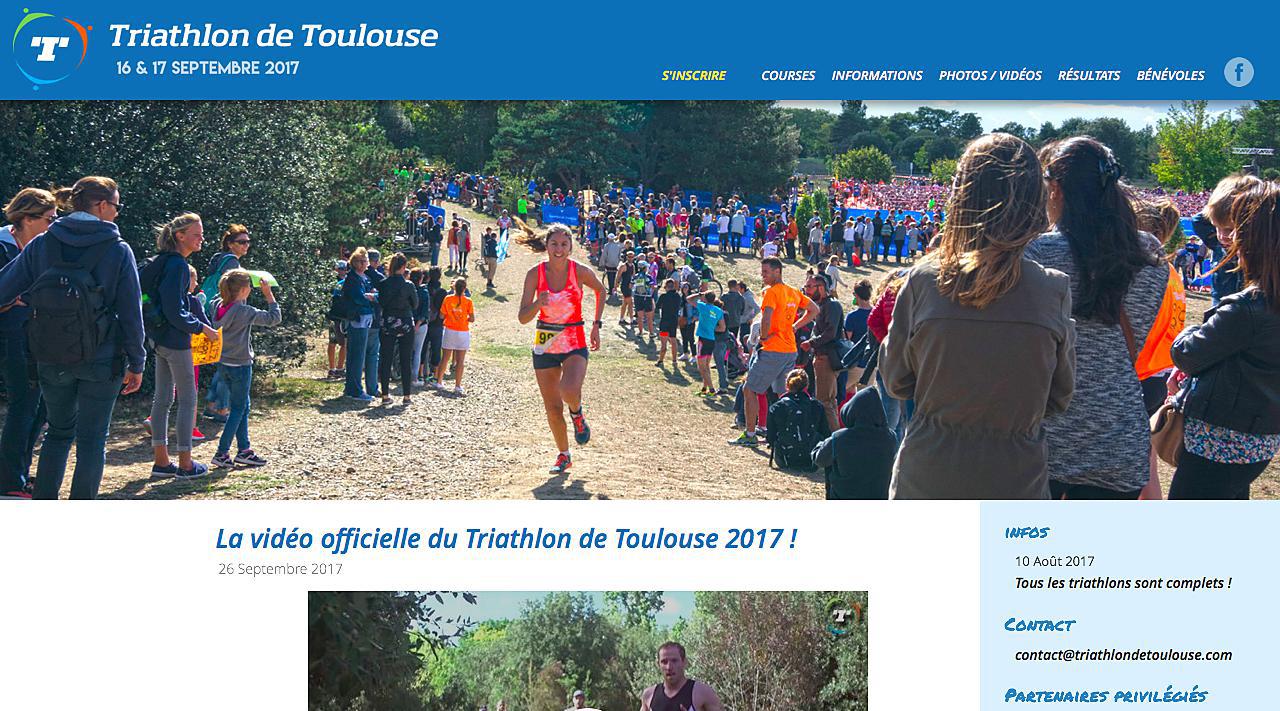 T
Triathlon de Toulouse
16 & 17 SEPTEMBRE 2017
S'INSCRIRE COURSES INFORMATIONS PHOTOS / VIDÉOS RÉSULTATS BÉNÉVOLES f
La vidéo officielle du Triathlon de Toulouse 2017 !
26 Septembre 2017
T
INFOS
10 Août 2017
Tous les triathlons sont complets !
CONTACT
contact@triathlondetoulouse.com
PARTENAIRES PRIVILÉGIÉS